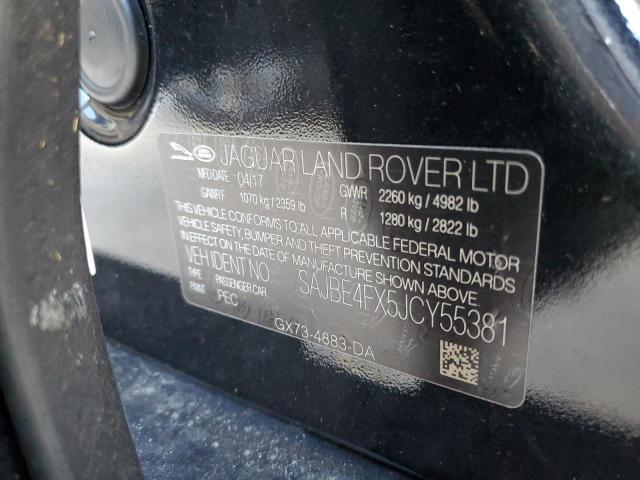 JAGUAR LAND ROVER LTD
MFD DATE 04/17 GVWR 2260 kg / 4982 lb
GAWR F 1070 kg / 2359 lb R 1280 kg / 2822 lb
THIS VEHICLE CONFORMS TO ALL APPLICABLE FEDERAL MOTOR
VEHICLE SAFETY, BUMPER AND THEFT PREVENTION STANDARDS
IN EFFECT ON THE DATE OF MANUFACTURE SHOWN ABOVE.
VEH IDENT NO SAJBE4FX5JCY55381
TYPE PASSENGER CAR
PAINT PEC
GX73-4883-DA